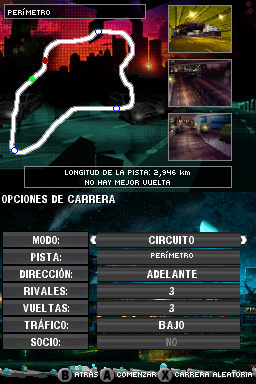 PERÍMETRO
LONGITUD DE LA PISTA: 2,946 km
NO HAY MEJOR VUELTA
OPCIONES DE CARRERA
MODO: CIRCUITO
PISTA: PERÍMETRO
DIRECCIÓN: ADELANTE
RIVALES: 3
VUELTAS: 3
TRÁFICO: BAJO
SOCIO: NO
B ATRÁS A COMENZAR X CARRERA ALEATORIA